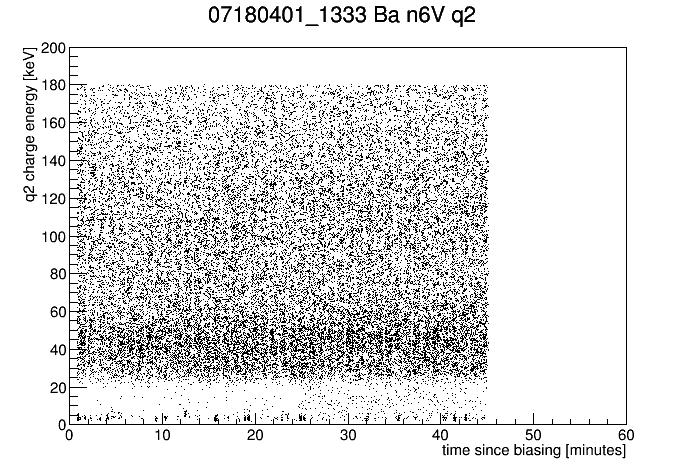 07180401_1333 Ba n6V q2
q2 charge energy [keV]
200
180
160
140
120
100
80
60
40
20
0
0 10 20 30 40 50 60
time since biasing [minutes]